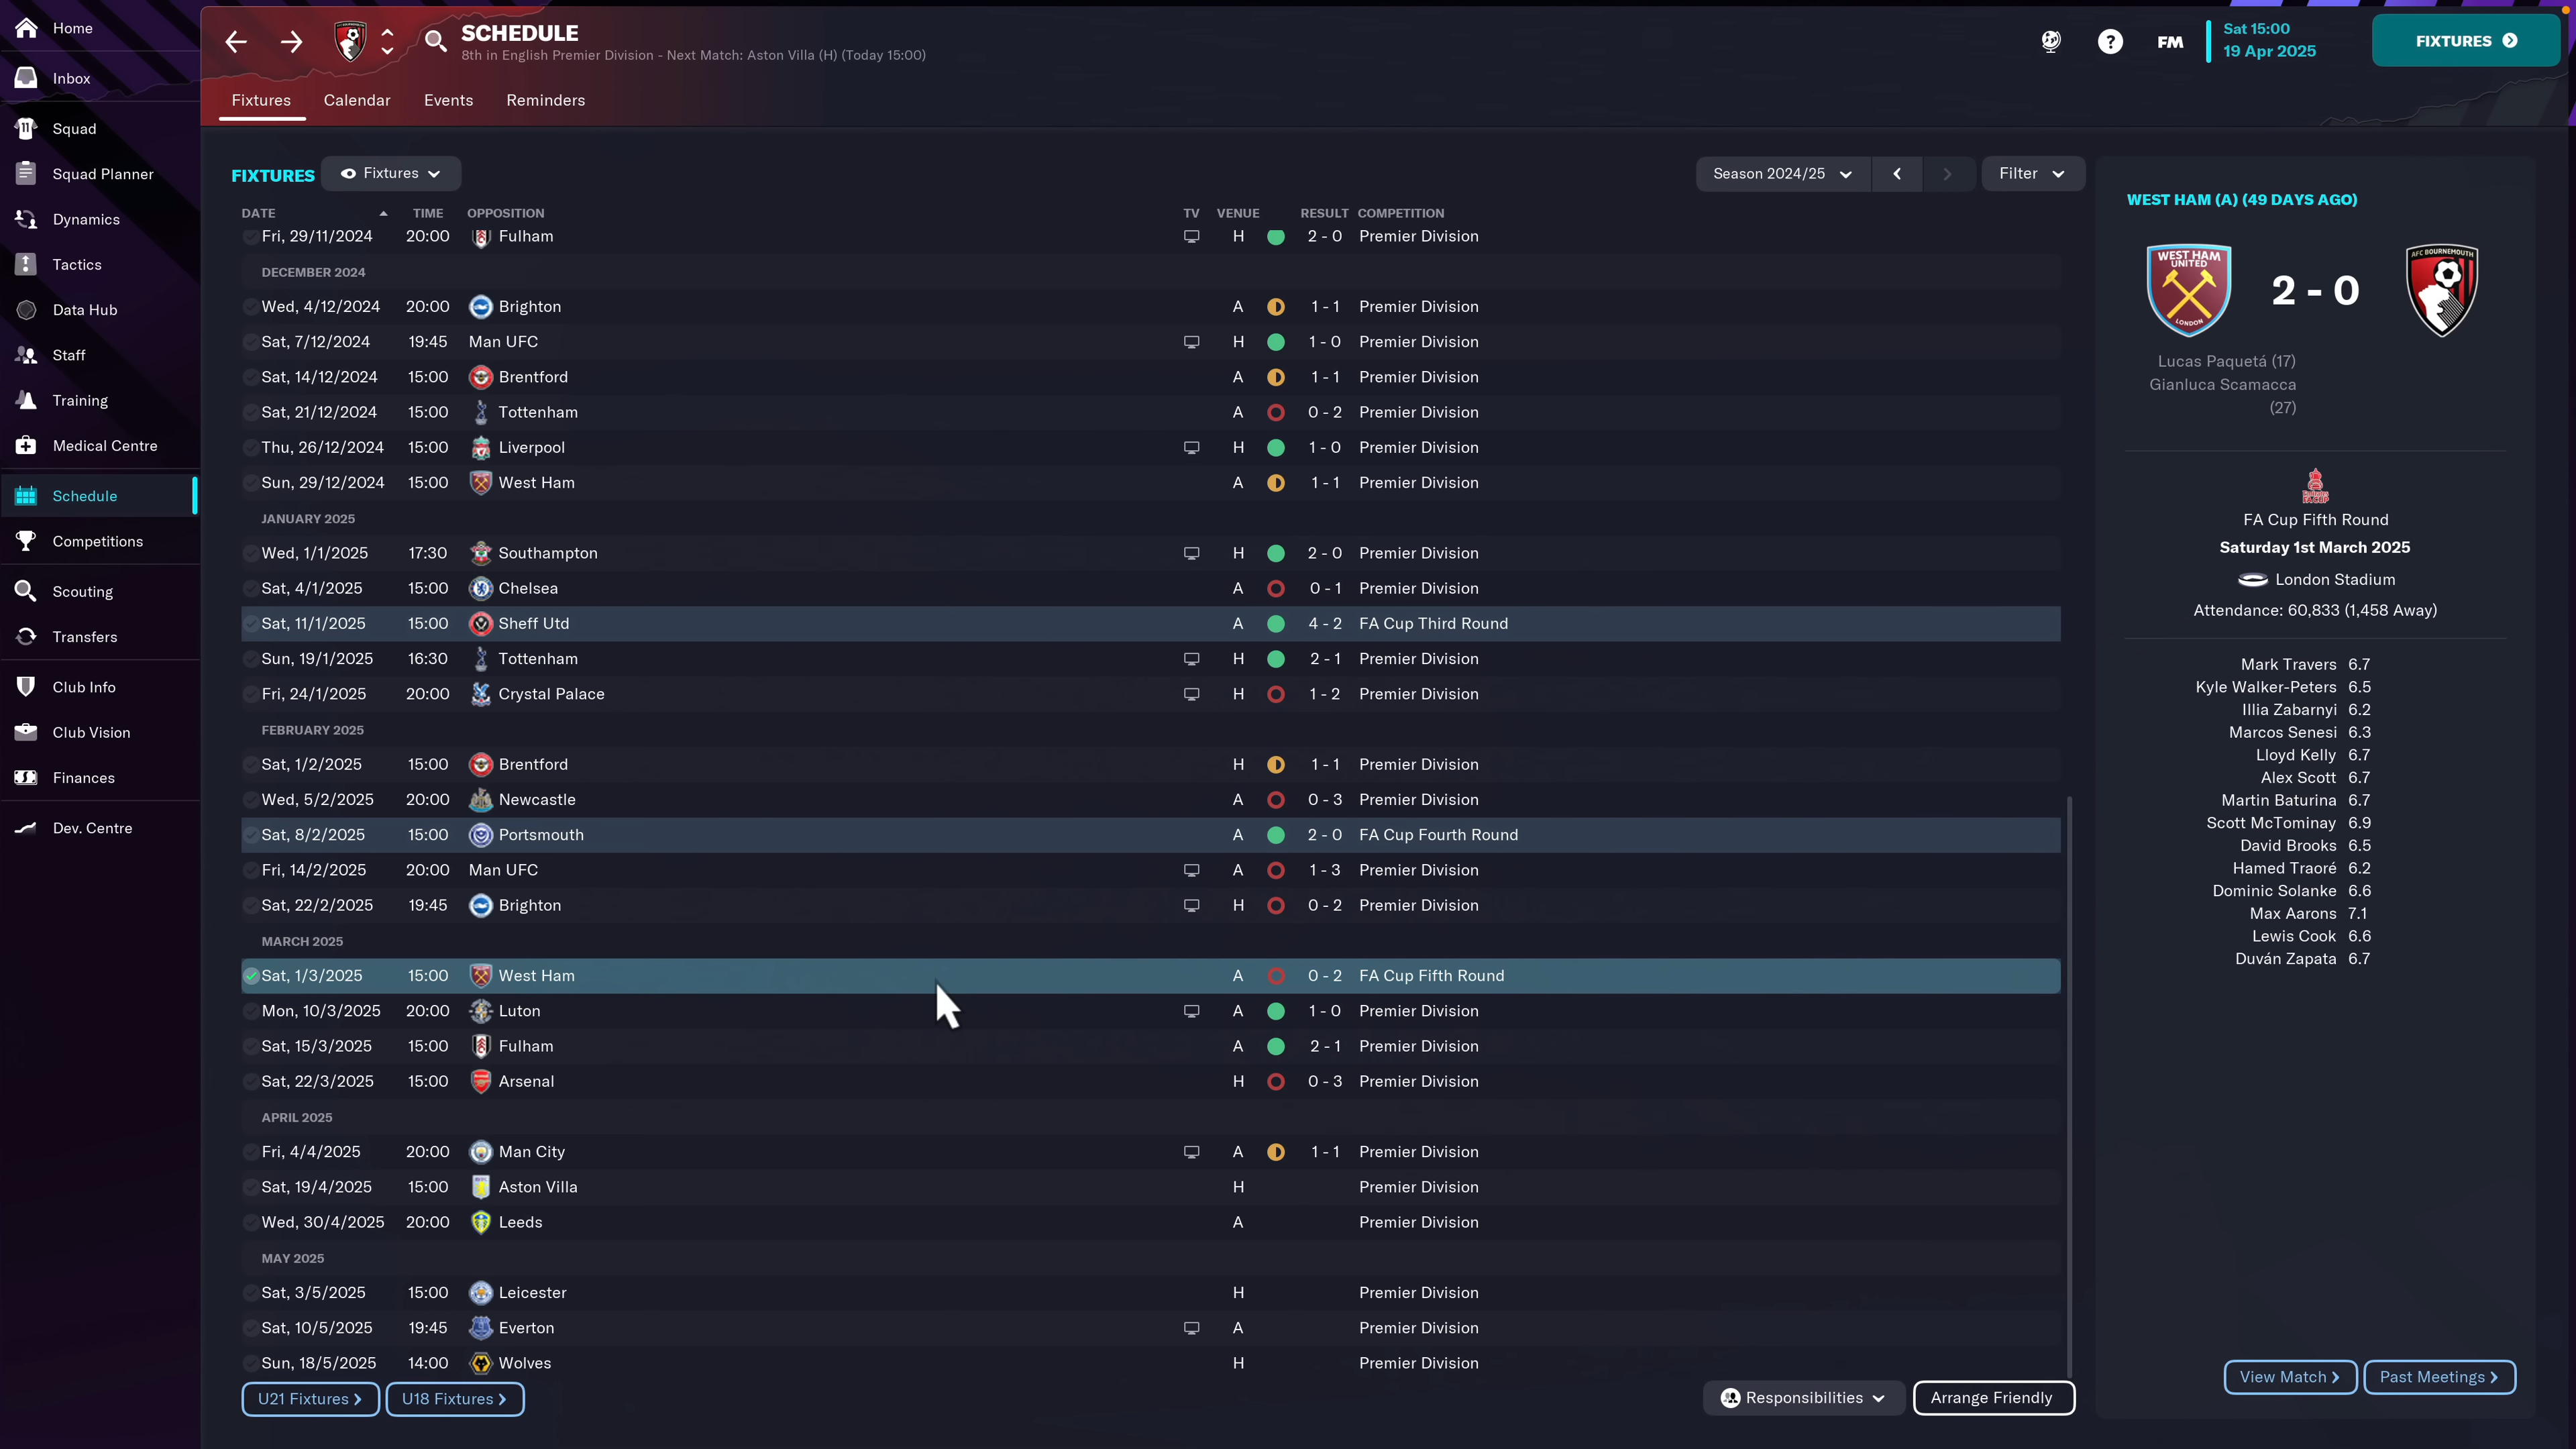 Home
Inbox
Squad
Squad Planner
Dynamics
Tactics
Data Hub
Staff
Training
Medical Centre
Schedule
Competitions
Scouting
Transfers
Club Info
Club Vision
Finances
Dev. Centre
SCHEDULE
8th in English Premier Division - Next Match: Aston Villa (H) (Today 15:00)
FM
Sat 15:00
19 Apr 2025
FIXTURES
Fixtures Calendar Events Reminders
FIXTURES Fixtures Season 2024/25 Filter
DATE TIME OPPOSITION TV VENUE RESULT COMPETITION
Fri, 29/11/2024 20:00 Fulham H 2 - 0 Premier Division
DECEMBER 2024
Wed, 4/12/2024 20:00 Brighton A 1 - 1 Premier Division
Sat, 7/12/2024 19:45 Man UFC H 1 - 0 Premier Division
Sat, 14/12/2024 15:00 Brentford A 1 - 1 Premier Division
Sat, 21/12/2024 15:00 Tottenham A 0 - 2 Premier Division
Thu, 26/12/2024 15:00 Liverpool H 1 - 0 Premier Division
Sun, 29/12/2024 15:00 West Ham A 1 - 1 Premier Division
JANUARY 2025
Wed, 1/1/2025 17:30 Southampton H 2 - 0 Premier Division
Sat, 4/1/2025 15:00 Chelsea A 0 - 1 Premier Division
Sat, 11/1/2025 15:00 Sheff Utd A 4 - 2 FA Cup Third Round
Sun, 19/1/2025 16:30 Tottenham H 2 - 1 Premier Division
Fri, 24/1/2025 20:00 Crystal Palace H 1 - 2 Premier Division
FEBRUARY 2025
Sat, 1/2/2025 15:00 Brentford H 1 - 1 Premier Division
Wed, 5/2/2025 20:00 Newcastle A 0 - 3 Premier Division
Sat, 8/2/2025 15:00 Portsmouth A 2 - 0 FA Cup Fourth Round
Fri, 14/2/2025 20:00 Man UFC A 1 - 3 Premier Division
Sat, 22/2/2025 19:45 Brighton H 0 - 2 Premier Division
MARCH 2025
Sat, 1/3/2025 15:00 West Ham A 0 - 2 FA Cup Fifth Round
Mon, 10/3/2025 20:00 Luton A 1 - 0 Premier Division
Sat, 15/3/2025 15:00 Fulham A 2 - 1 Premier Division
Sat, 22/3/2025 15:00 Arsenal H 0 - 3 Premier Division
APRIL 2025
Fri, 4/4/2025 20:00 Man City A 1 - 1 Premier Division
Sat, 19/4/2025 15:00 Aston Villa H Premier Division
Wed, 30/4/2025 20:00 Leeds A Premier Division
MAY 2025
Sat, 3/5/2025 15:00 Leicester H Premier Division
Sat, 10/5/2025 19:45 Everton A Premier Division
Sun, 18/5/2025 14:00 Wolves H Premier Division
U21 Fixtures U18 Fixtures Responsibilities Arrange Friendly
WEST HAM (A) (49 DAYS AGO)
WEST HAM
UNITED
LONDON
2 - 0
AFC BOURNEMOUTH
Lucas Paquetá (17)
Gianluca Scamacca
(27)
Emirates
FA CUP
FA Cup Fifth Round
Saturday 1st March 2025
London Stadium
Attendance: 60,833 (1,458 Away)
Mark Travers 6.7
Kyle Walker-Peters 6.5
Illia Zabarnyi 6.2
Marcos Senesi 6.3
Lloyd Kelly 6.7
Alex Scott 6.7
Martin Baturina 6.7
Scott McTominay 6.9
David Brooks 6.5
Hamed Traoré 6.2
Dominic Solanke 6.6
Max Aarons 7.1
Lewis Cook 6.6
Duván Zapata 6.7
View Match Past Meetings